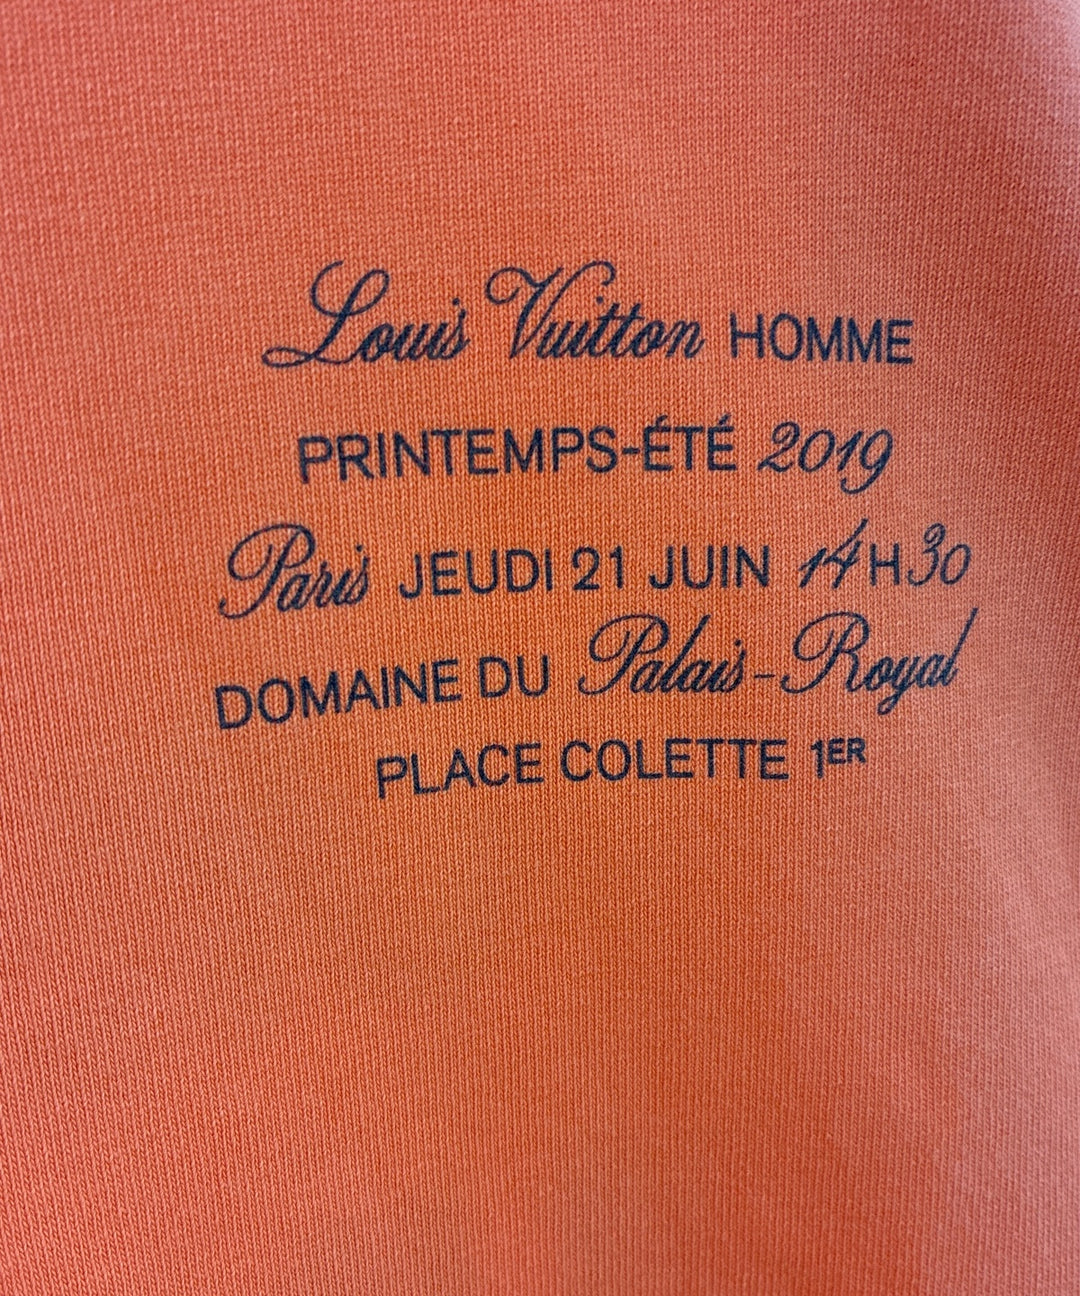 Louis Vuitton HOMME
PRINTEMPS-ÉTÉ 2019
Paris JEUDI 21 JUIN 14H30
DOMAINE DU Palais-Royal
PLACE COLETTE 1ER